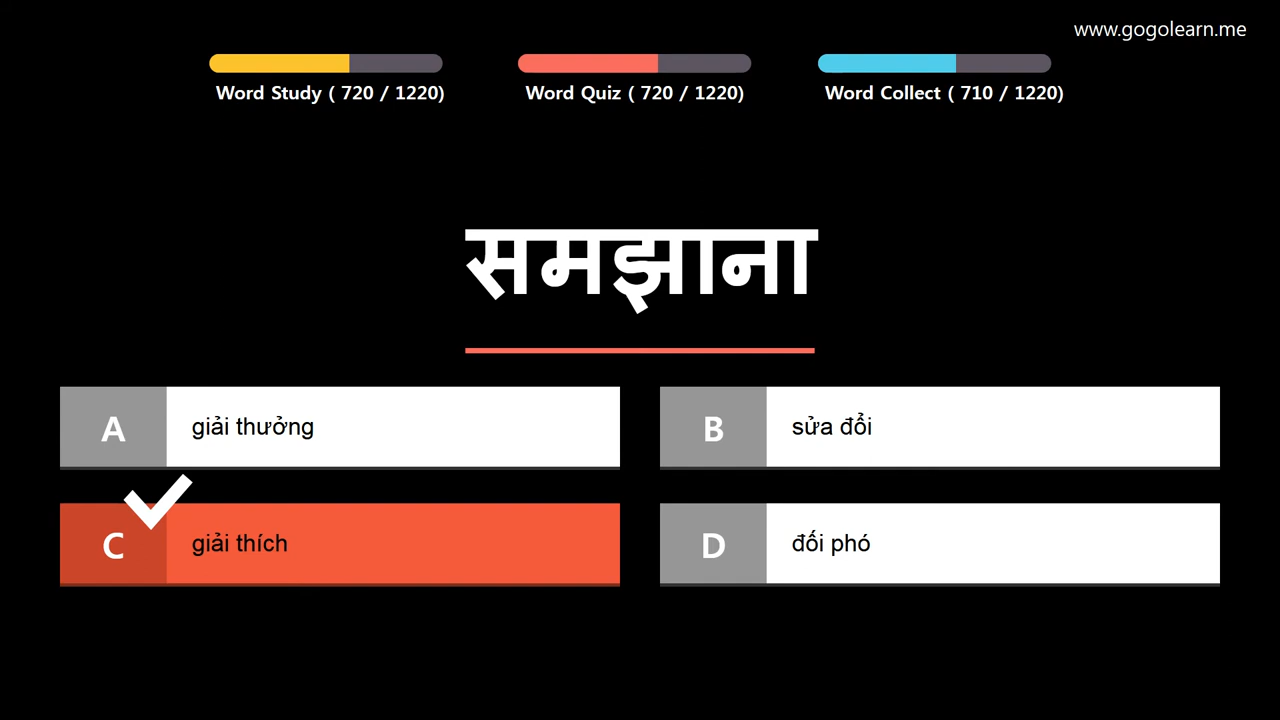 www.gogolearn.me
Word Study ( 720 / 1220)
Word Quiz ( 720 / 1220)
Word Collect ( 710 / 1220)
समझाना
A giải thưởng
B sửa đổi
C giải thích
D đối phó